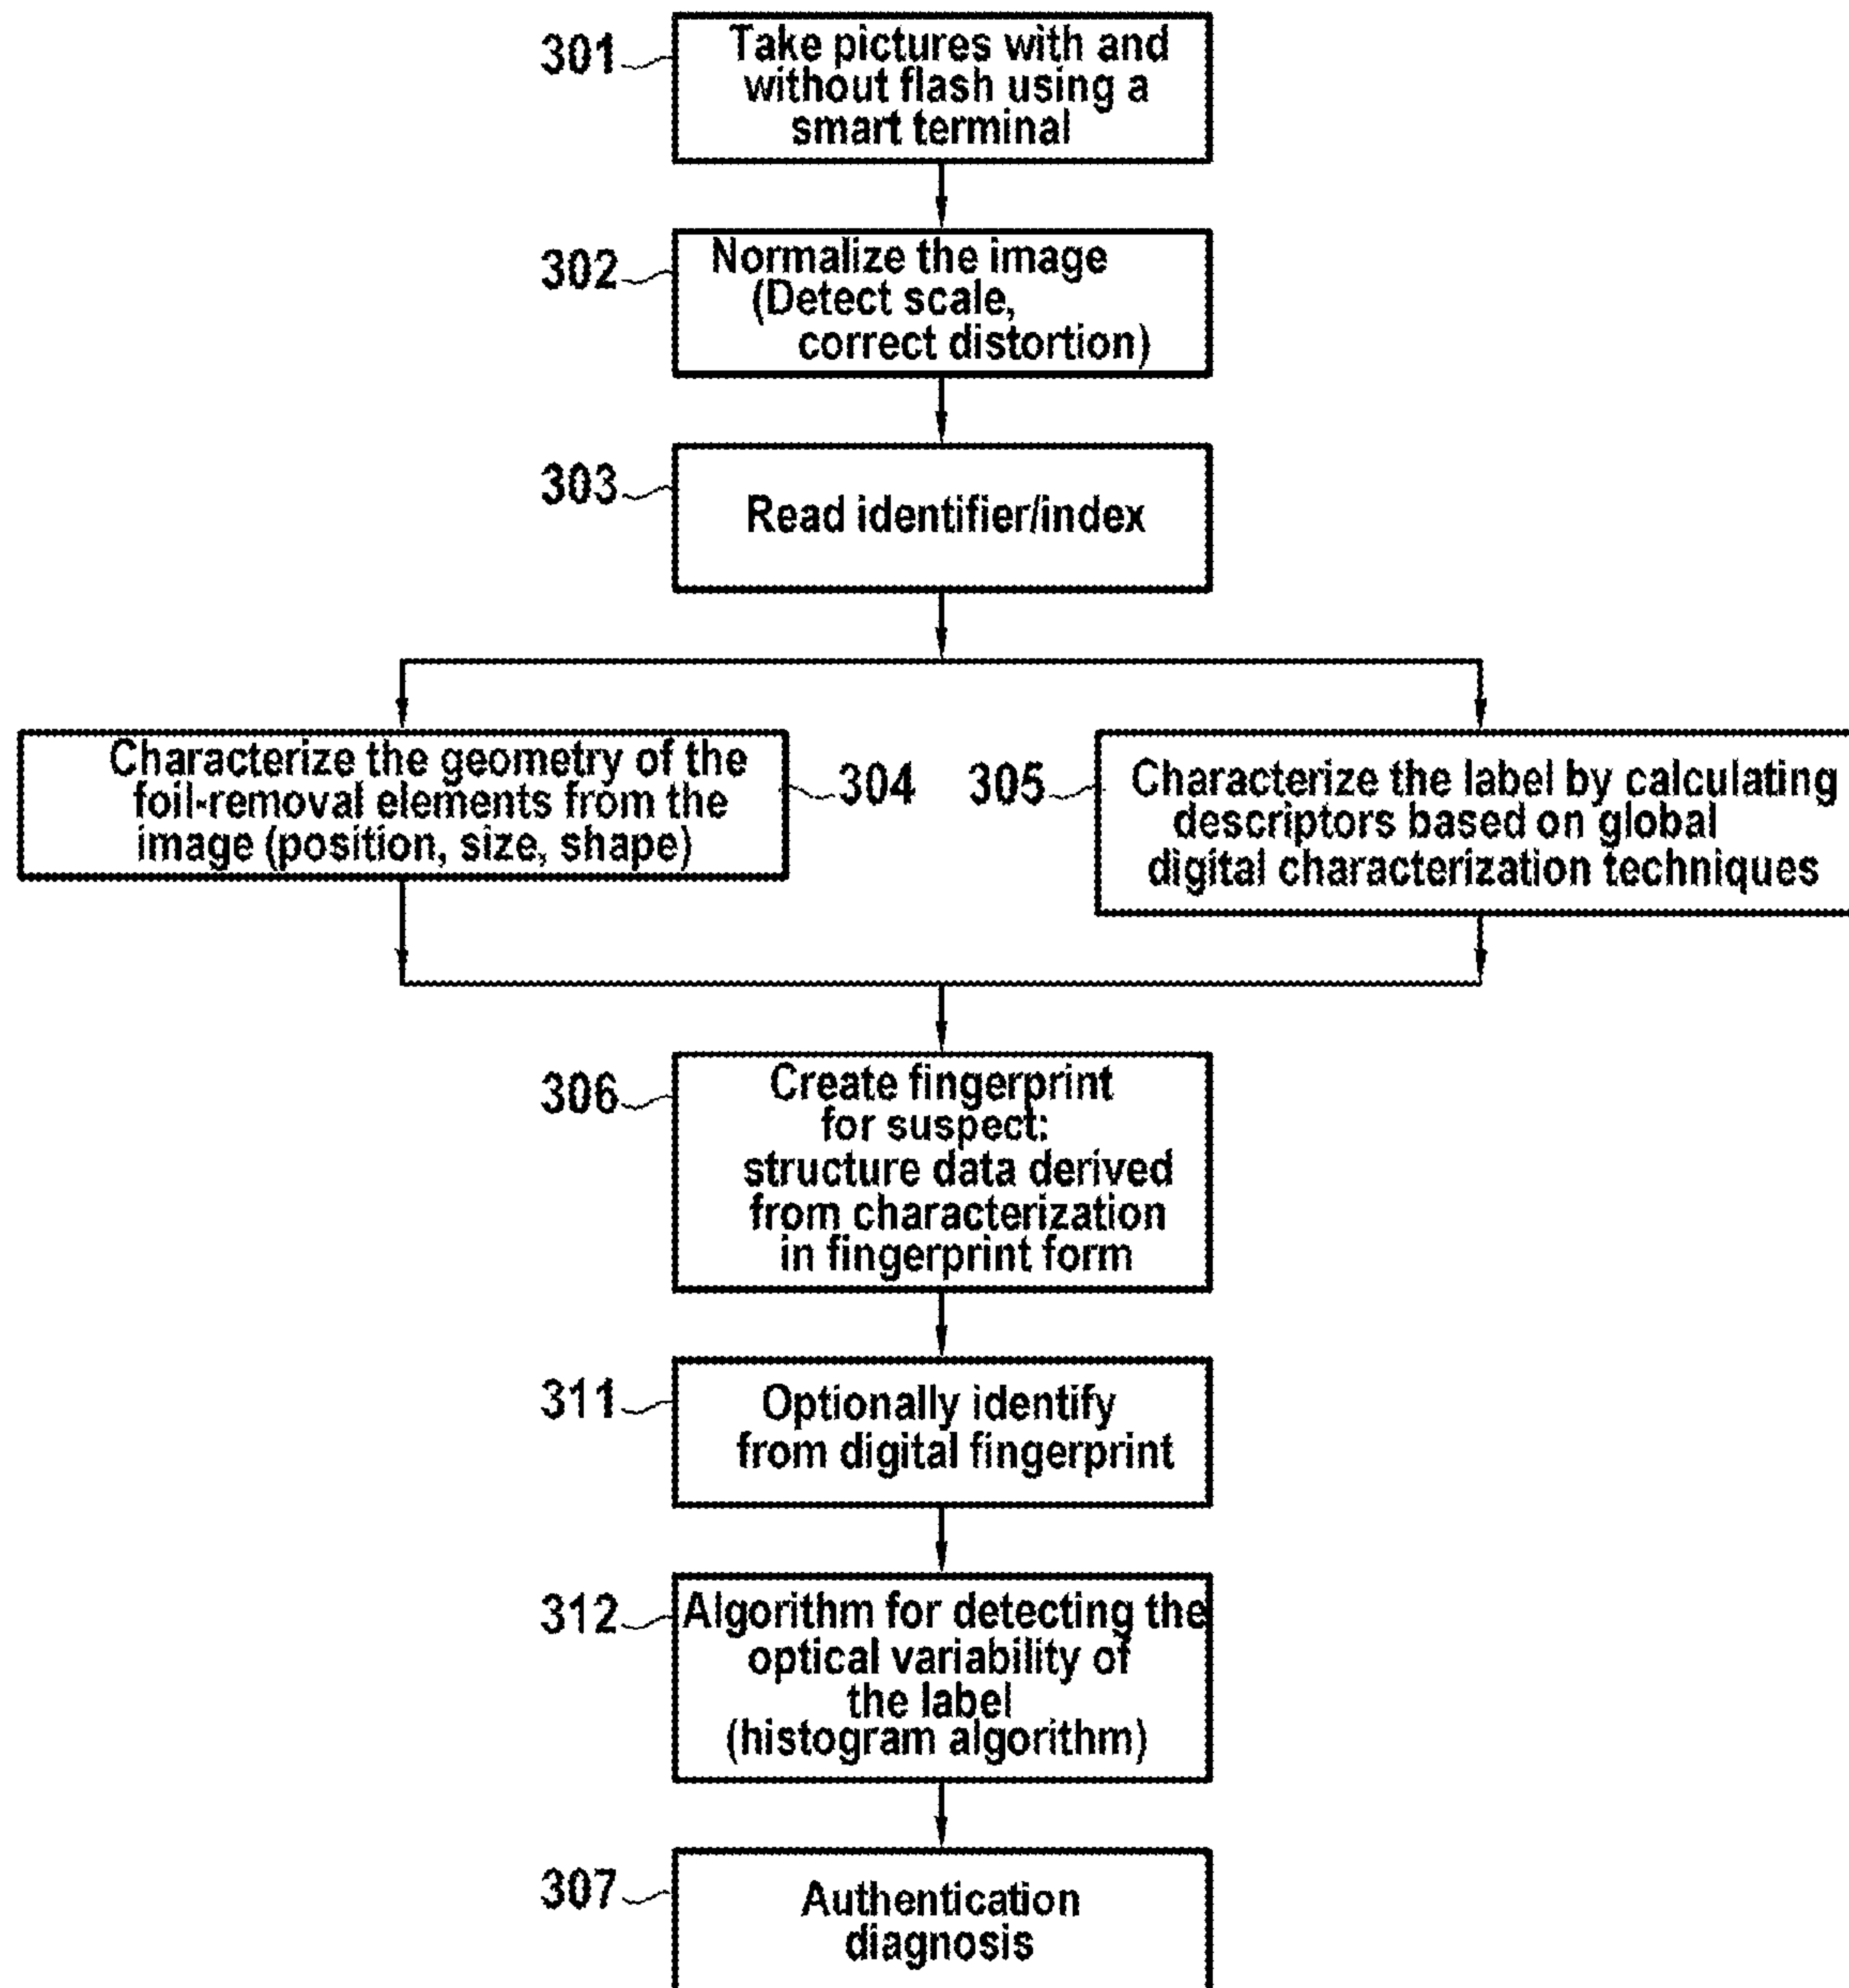 301
Take pictures with and
without flash using a
smart terminal
302
Normalize the image
(Detect scale,
correct distortion)
303
Read identifier/index
Characterize the geometry of the
foil-removal elements from the
image (position, size, shape)
304
305
Characterize the label by calculating
descriptors based on global
digital characterization techniques
306
Create fingerprint
for suspect:
structure data derived
from characterization
in fingerprint form
311
Optionally identify
from digital fingerprint
312
Algorithm for detecting the
optical variability of
the label
(histogram algorithm)
307
Authentication
diagnosis